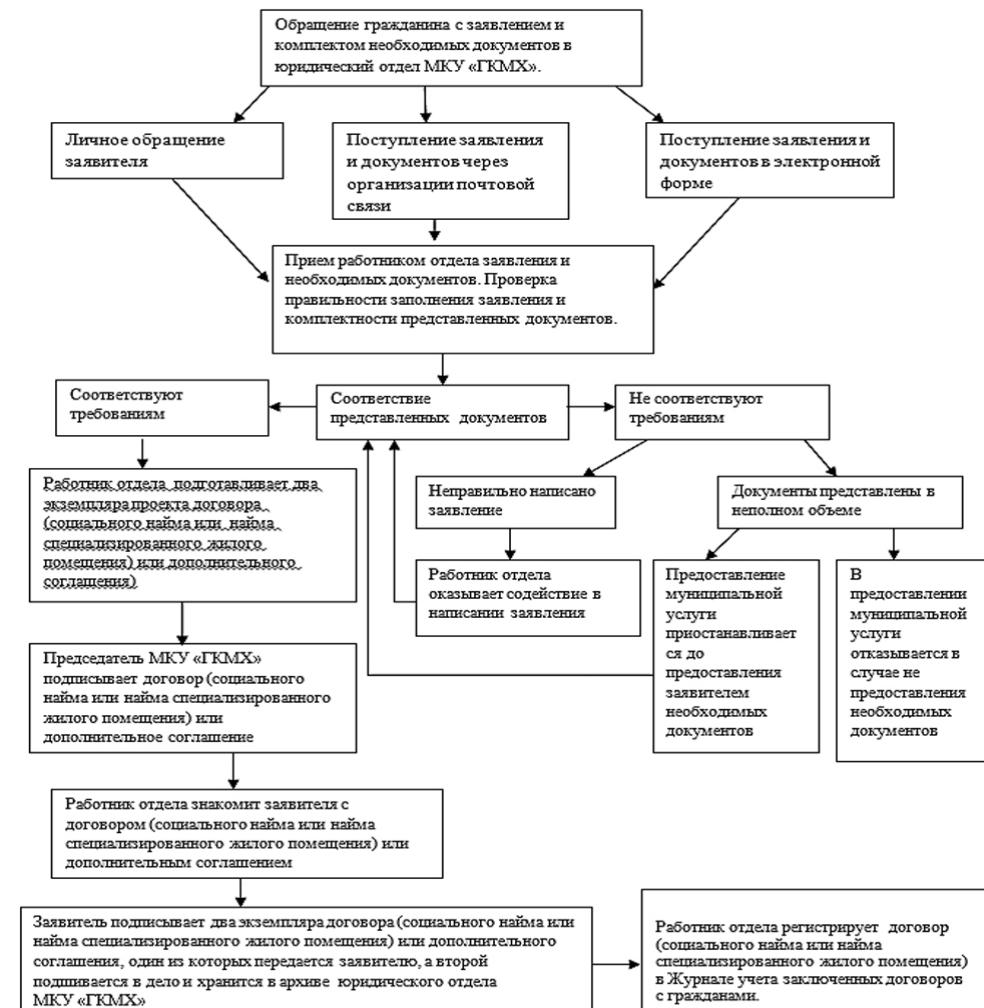 Обращение гражданина с заявлением и
комплектом необходимых документов в
юридический отдел МКУ «ГКМХ».
Личное обращение
заявителя
Поступление заявления
и документов через
организации почтовой
связи
Поступление заявления и
документов в электронной
форме
Прием работником отдела заявления и
необходимых документов. Проверка
правильности заполнения заявления и
комплектности представленных документов.
Соответствуют
требованиям
Соответствие
представленных документов
Не соответствуют
требованиям
Работник отдела подготавливает два
экземпляра проекта договора
(социального найма или найма
специализированного жилого
помещения) или дополнительного
соглашения)
Неправильно написано
заявление
Документы представлены в
неполном объеме
Работник отдела
оказывает содействие в
написании заявления
Предоставление
муниципальной
услуги
приостанавливает
ся до
предоставления
заявителем
необходимых
документов
В
предоставлении
муниципальной
услуги
отказывается в
случае не
предоставления
необходимых
документов
Председатель МКУ «ГКМХ»
подписывает договор (социального
найма или найма специализированного
жилого помещения) или
дополнительное соглашение
Работник отдела знакомит заявителя с
договором (социального найма или найма
специализированного жилого помещения) или
дополнительным соглашением
Заявитель подписывает два экземпляра договора (социального найма или
найма специализированного жилого помещения) или дополнительного
соглашения, один из которых передается заявителю, а второй
подшивается в дело и хранится в архиве юридического отдела
МКУ «ГКМХ»
Работник отдела регистрирует договор
(социального найма или найма
специализированного жилого помещения)
в Журнале учета заключенных договоров
с гражданами.